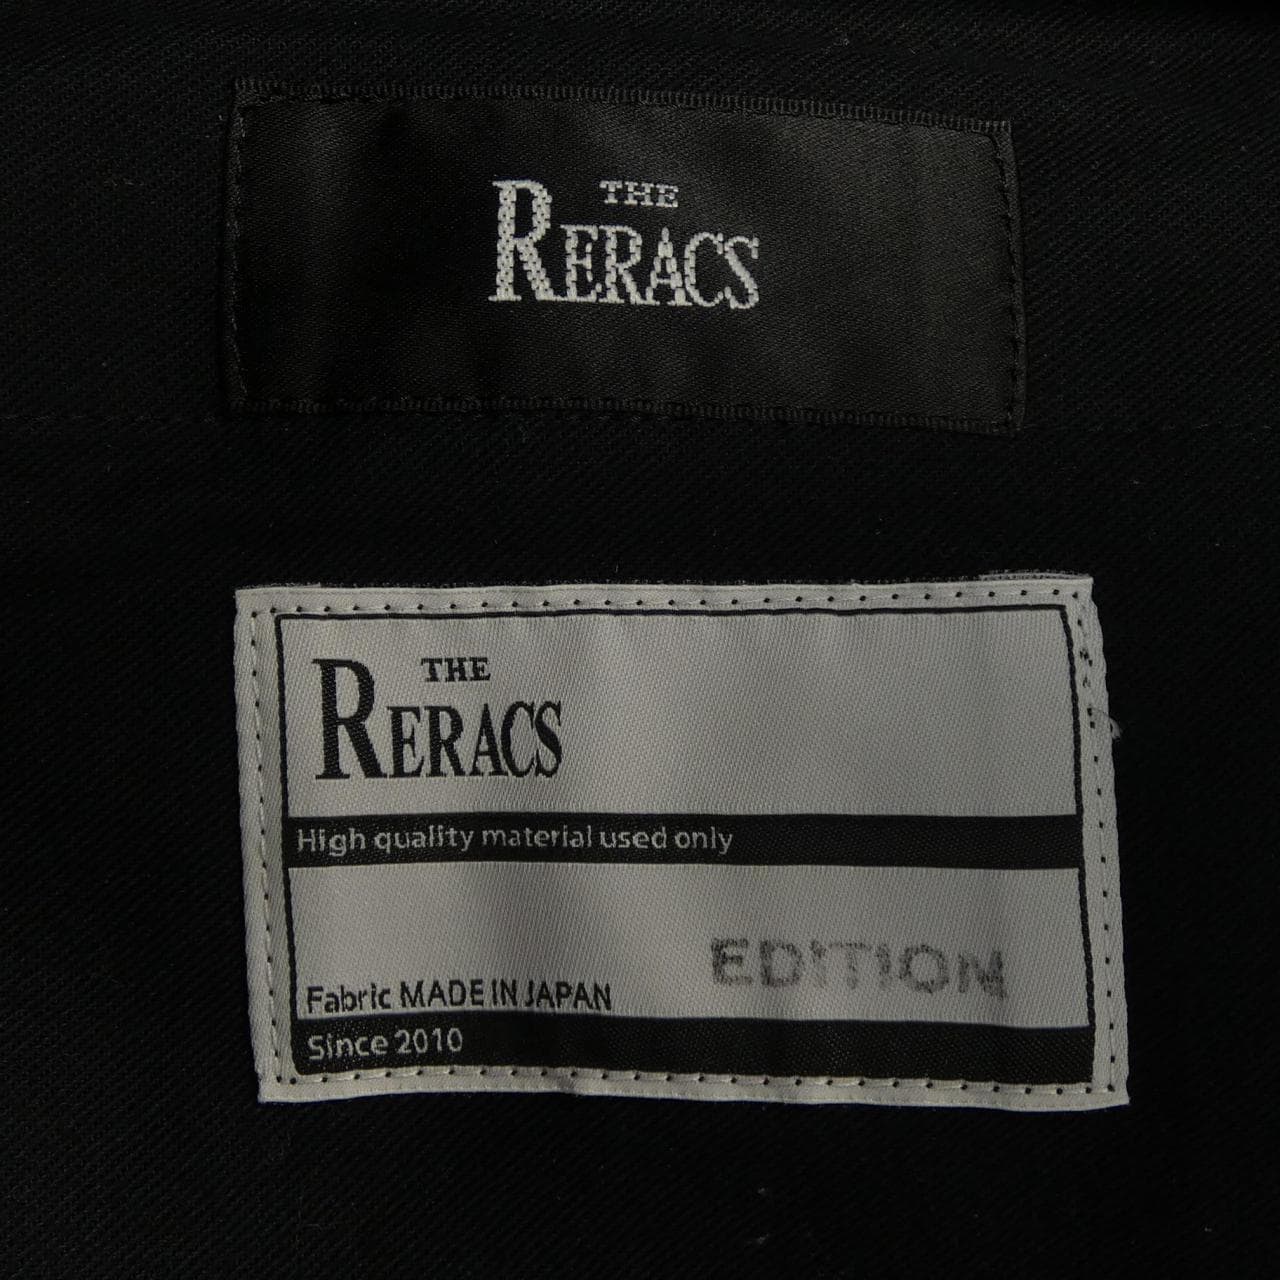 THE
RERACS
THE
RERACS
High quality material used only
EDITION
Fabric MADE IN JAPAN
Since 2010